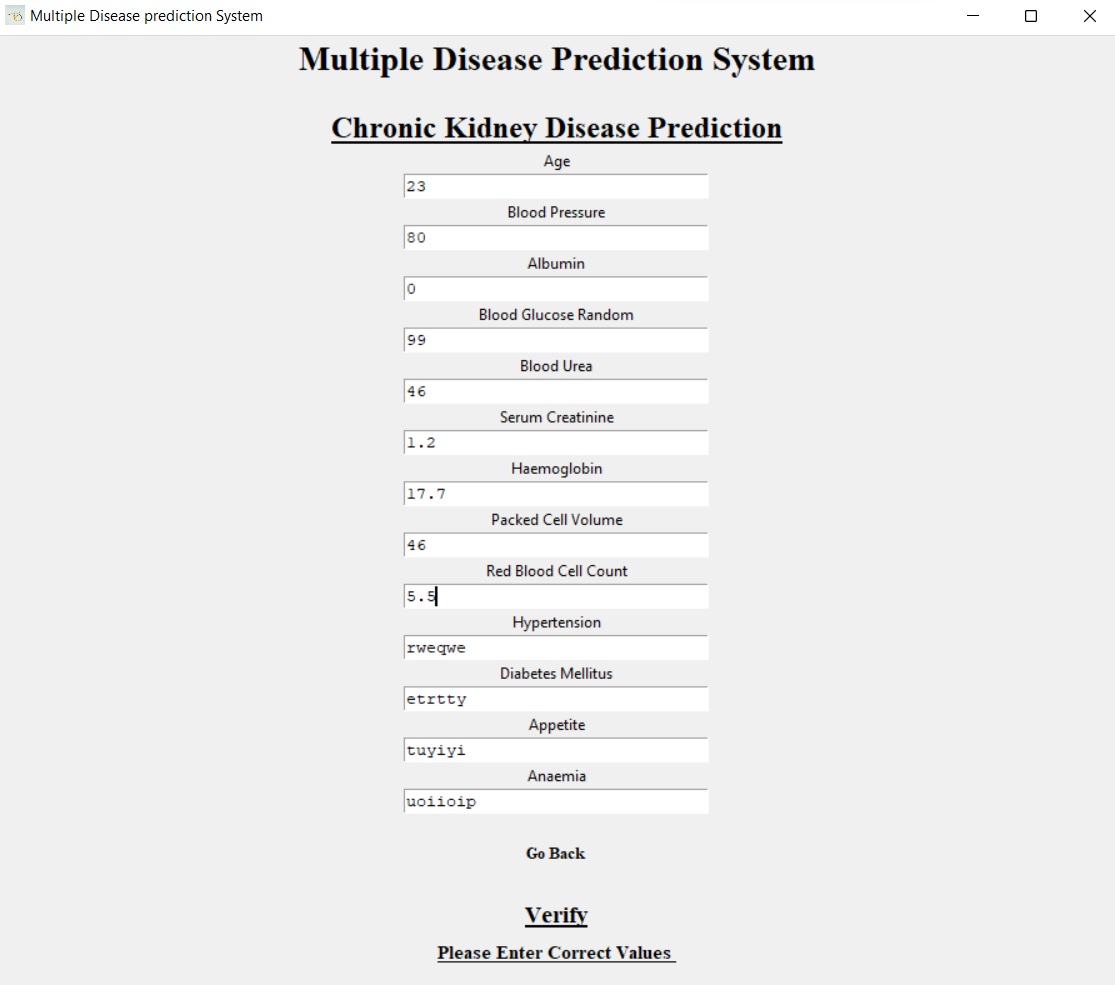 Multiple Disease prediction System
Multiple Disease Prediction System
Chronic Kidney Disease Prediction
Age
23
Blood Pressure
80
Albumin
0
Blood Glucose Random
99
Blood Urea
46
Serum Creatinine
1.2
Haemoglobin
17.7
Packed Cell Volume
46
Red Blood Cell Count
5.5
Hypertension
rweqwe
Diabetes Mellitus
etrtty
Appetite
tuyiyi
Anaemia
uoiioip
Go Back
Verify
Please Enter Correct Values